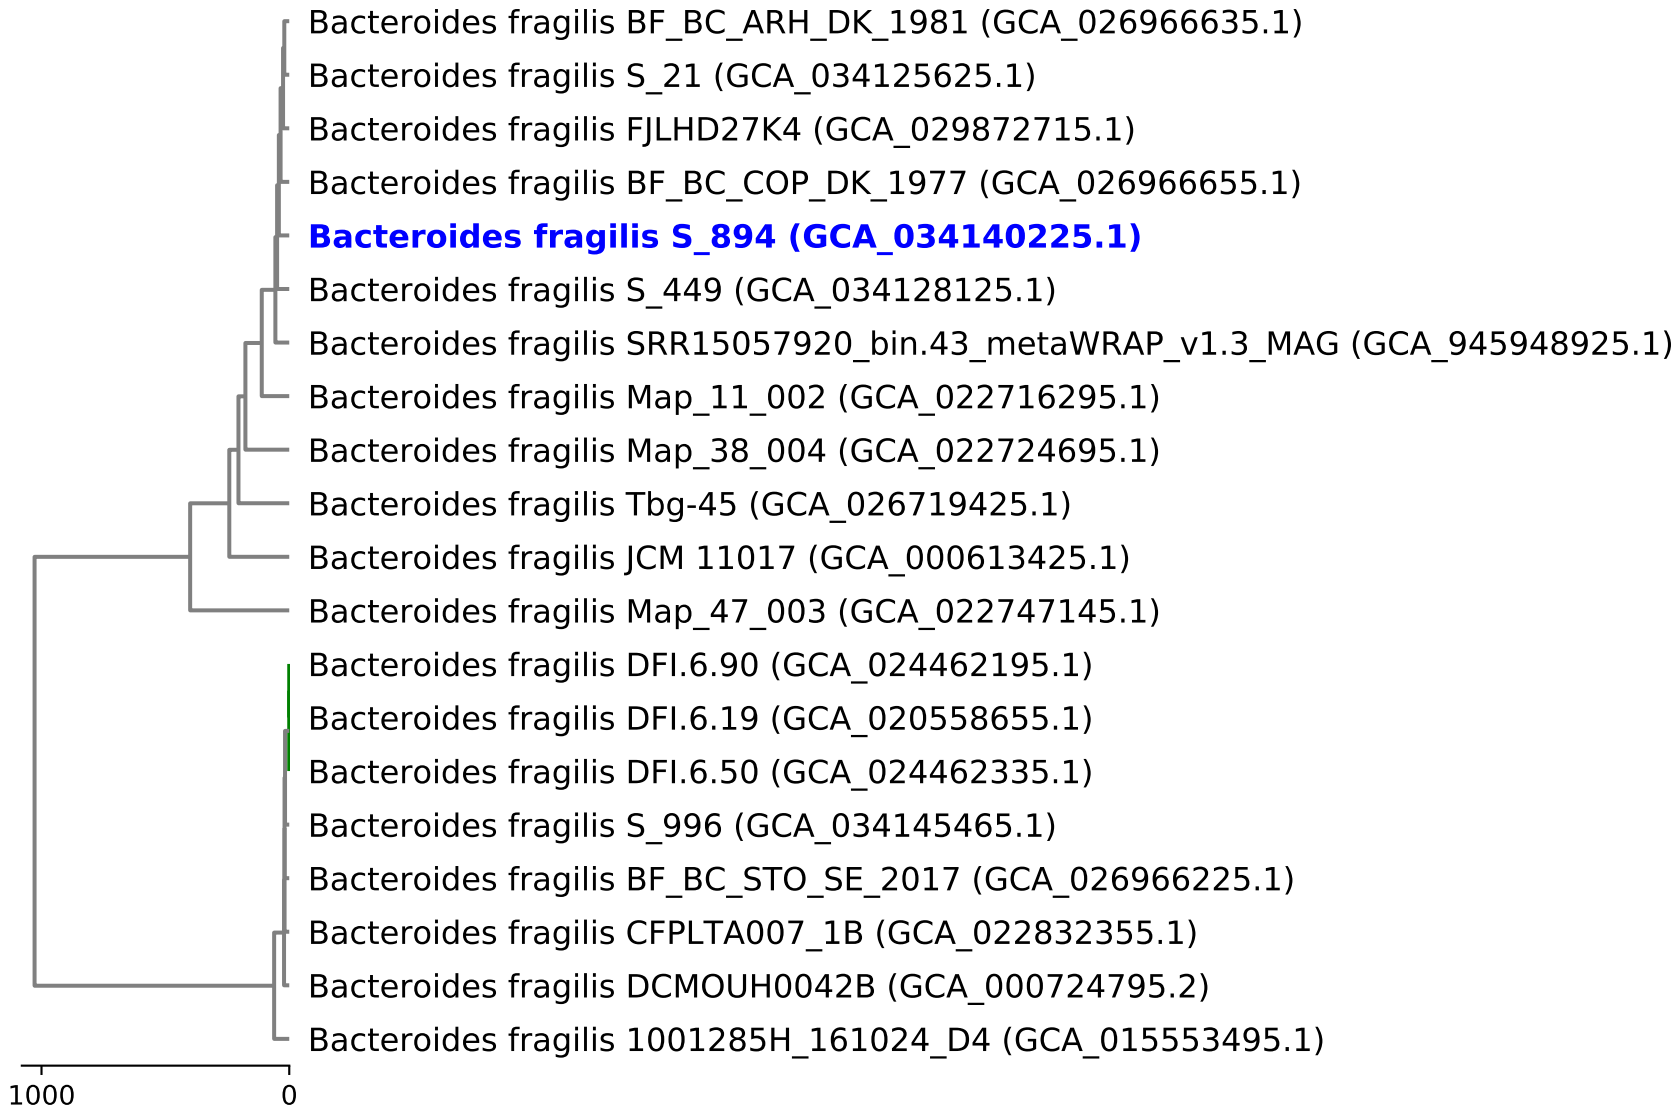 Bacteroides fragilis BF_BC_ARH_DK_1981 (GCA_026966635.1)
Bacteroides fragilis S_21 (GCA_034125625.1)
Bacteroides fragilis FJLHD27K4 (GCA_029872715.1)
Bacteroides fragilis BF_BC_COP_DK_1977 (GCA_026966655.1)
Bacteroides fragilis S_894 (GCA_034140225.1)
Bacteroides fragilis S_449 (GCA_034128125.1)
Bacteroides fragilis SRR15057920_bin.43_metaWRAP_v1.3_MAG (GCA_945948925.1)
Bacteroides fragilis Map_11_002 (GCA_022716295.1)
Bacteroides fragilis Map_38_004 (GCA_022724695.1)
Bacteroides fragilis Tbg-45 (GCA_026719425.1)
Bacteroides fragilis JCM 11017 (GCA_000613425.1)
Bacteroides fragilis Map_47_003 (GCA_022747145.1)
Bacteroides fragilis DFI.6.90 (GCA_024462195.1)
Bacteroides fragilis DFI.6.19 (GCA_020558655.1)
Bacteroides fragilis DFI.6.50 (GCA_024462335.1)
Bacteroides fragilis S_996 (GCA_034145465.1)
Bacteroides fragilis BF_BC_STO_SE_2017 (GCA_026966225.1)
Bacteroides fragilis CFPLTA007_1B (GCA_022832355.1)
Bacteroides fragilis DCMOUH0042B (GCA_000724795.2)
Bacteroides fragilis 1001285H_161024_D4 (GCA_015553495.1)
1000 0